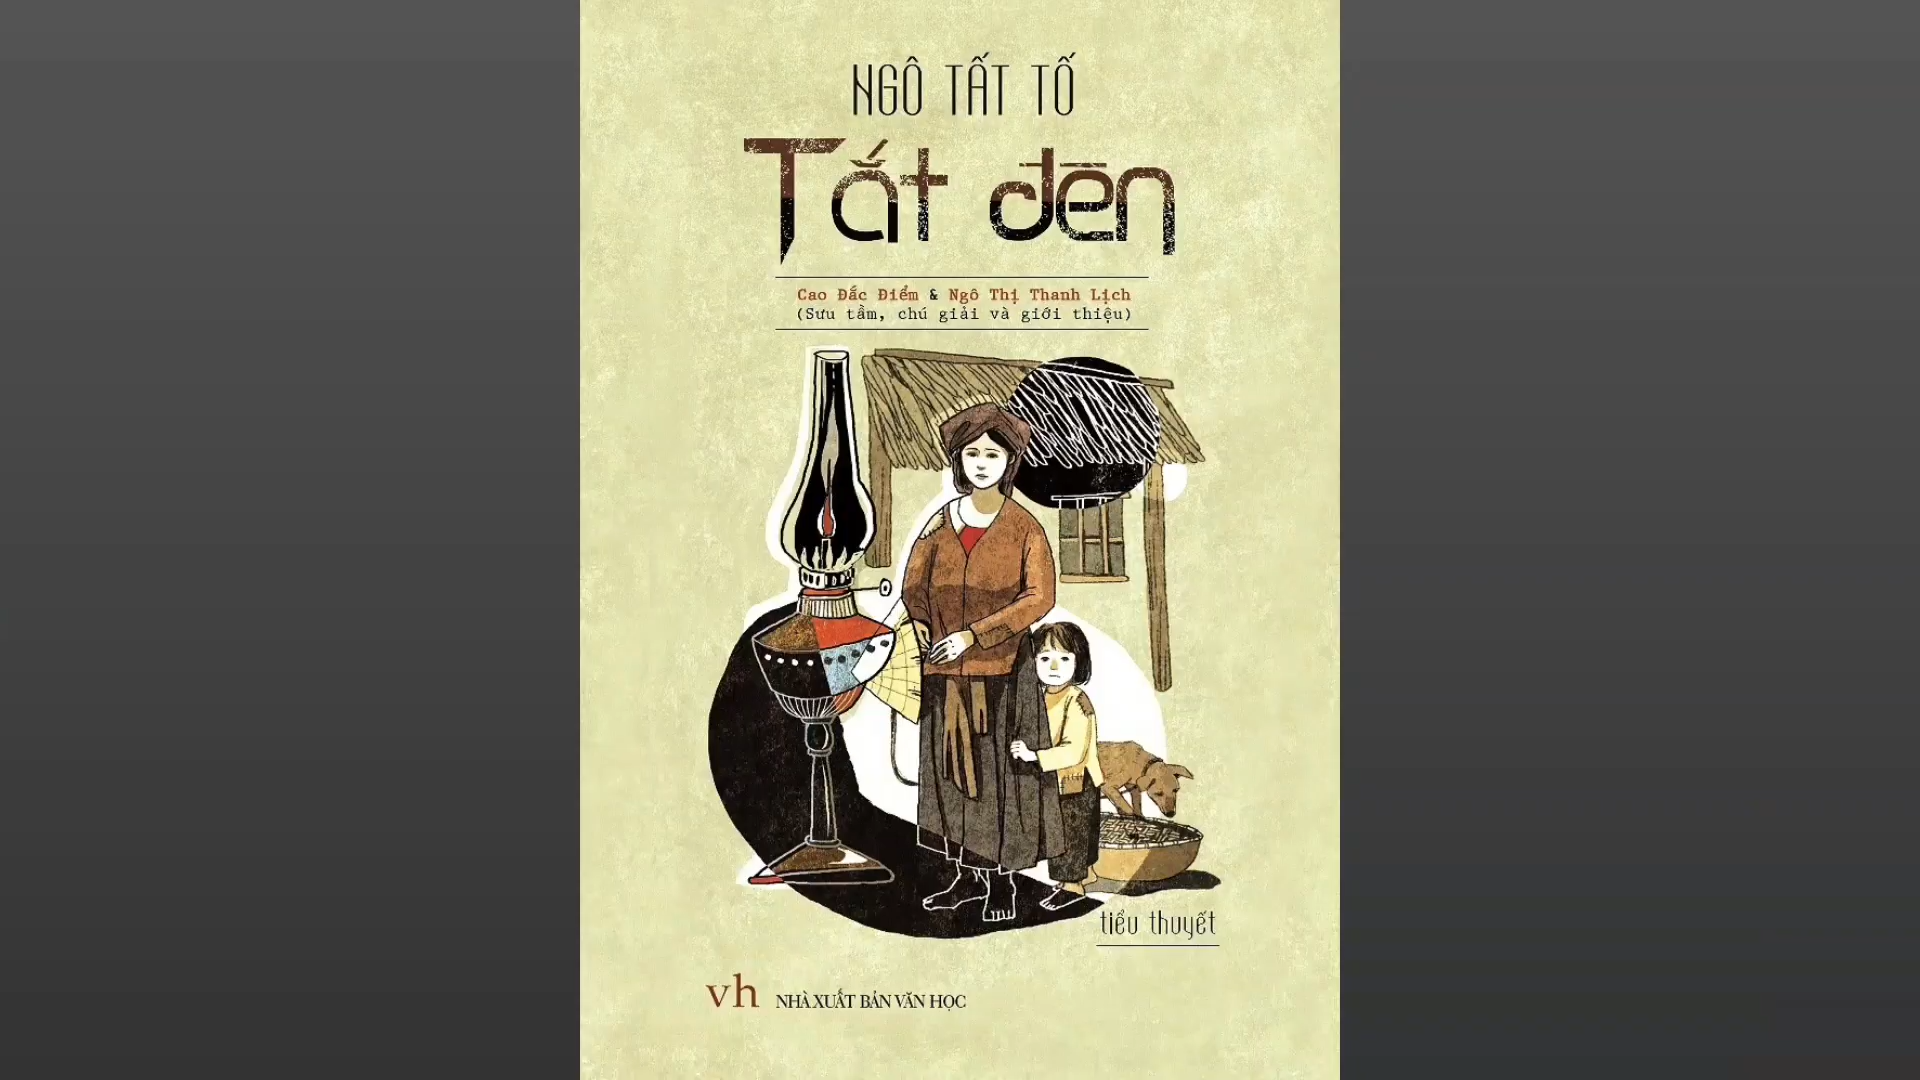 NGÔ TẤT TỐ
Tắt đèn
Cao Đắc Điểm & Ngô Thị Thanh Lịch
(Sưu tầm, chú giải và giới thiệu)
tiểu thuyết
vh NHÀ XUẤT BẢN VĂN HỌC